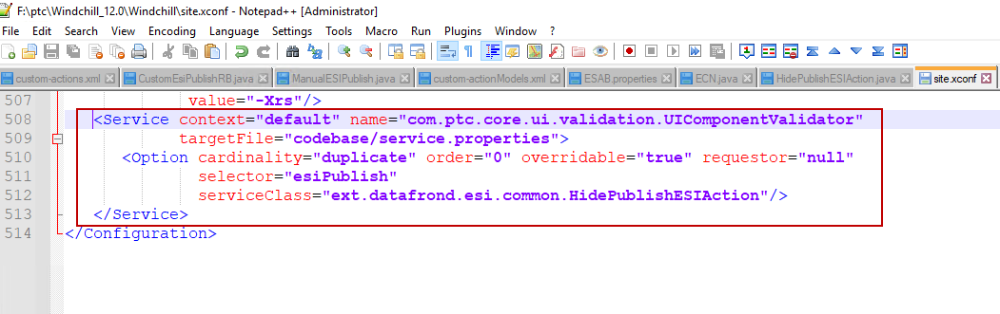 F:\ptc\Windchill_12.0\Windchill\site.xconf - Notepad++ [Administrator]
File Edit Search View Encoding Language Settings Tools Macro Run Plugins Window ?
custom-actions.xml CustomEsiPublishRB.java ManualESIPublish.java custom-actionModels.xml ESAB.properties ECN.java HidePublishESIAction.java site.xconf
507 value="-Xrs"/>
508 <Service context="default" name="com.ptc.core.ui.validation.UIComponentValidator"
509 targetFile="codebase/service.properties">
510 <Option cardinality="duplicate" order="0" overridable="true" requestor="null"
511 selector="esiPublish"
512 serviceClass="ext.datafrond.esi.common.HidePublishESIAction"/>
513 </Service>
514 </Configuration>